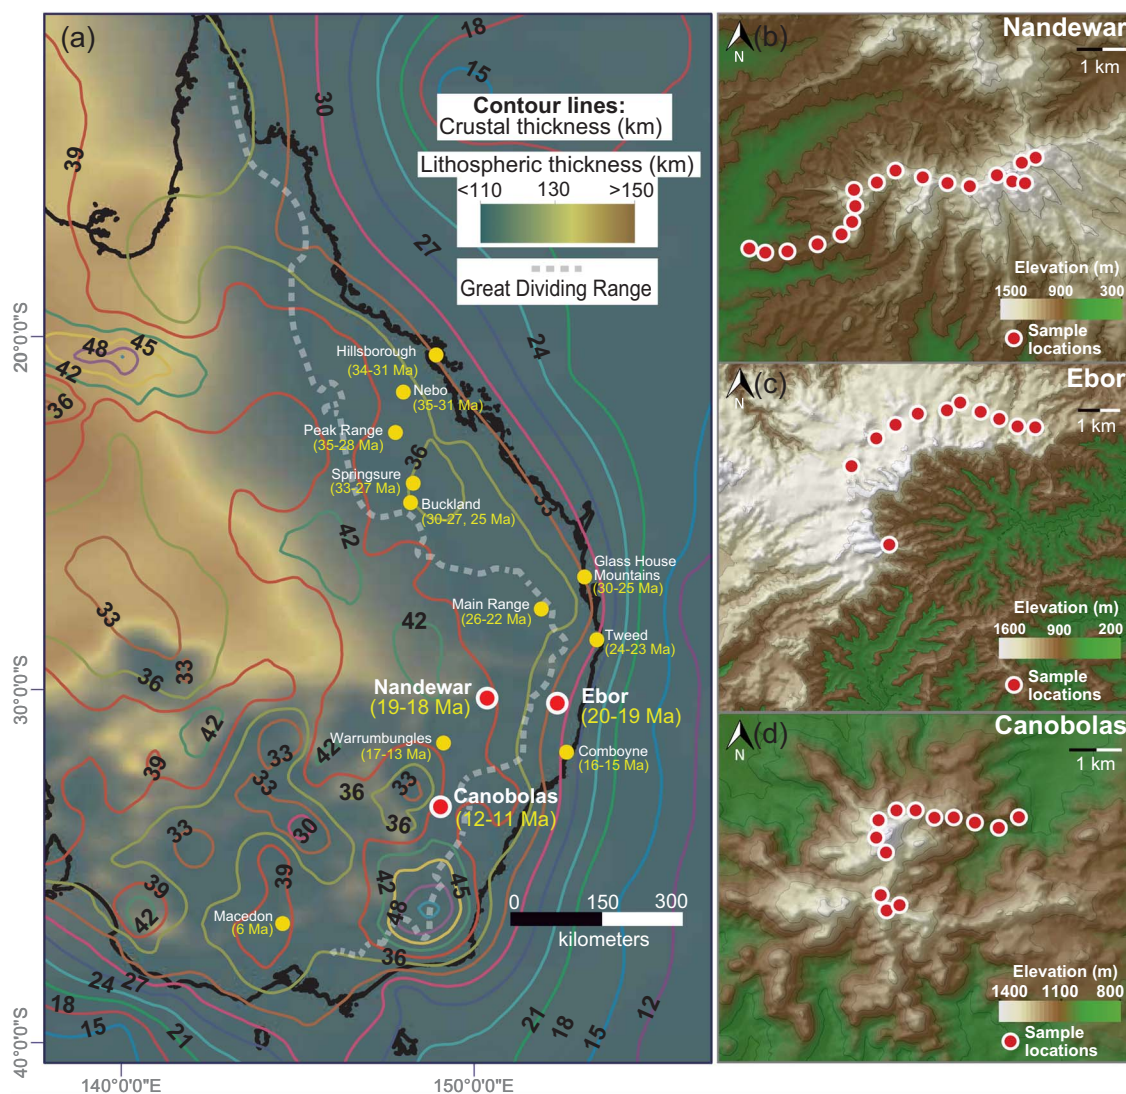 (a)
18
15
30
39
27
24
Contour lines:
Crustal thickness (km)
Lithospheric thickness (km)
<110 130 >150
Great Dividing Range
20°0'0"S
48
45
42
36
Hillsborough
(34-31 Ma)
Nebo
(35-31 Ma)
Peak Range
(35-28 Ma)
36
Springsure
(33-27 Ma)
33
Buckland
(30-27, 25 Ma)
42
Glass House
Mountains
(30-25 Ma)
33
Main Range
(26-22 Ma)
42
Tweed
(24-23 Ma)
33
36
30°0'0"S
Nandewar
(19-18 Ma)
Ebor
(20-19 Ma)
42
33
42
Warrumbungles
(17-13 Ma)
Comboyne
(16-15 Ma)
39
33
36
33
Canobolas
(12-11 Ma)
33
30
36
39
39
42
45
48
42
Macedon
(6 Ma)
0 150 300
kilometers
36
24
27
18
15
21
21
18
15
12
40°0'0"S
140°0'0"E
150°0'0"E
(b)
Nandewar
N
1 km
Elevation (m)
1500 900 300
Sample
locations
(c)
Ebor
N
1 km
Elevation (m)
1600 900 200
Sample
locations
(d)
Canobolas
N
1 km
Elevation (m)
1400 1100 800
Sample
locations